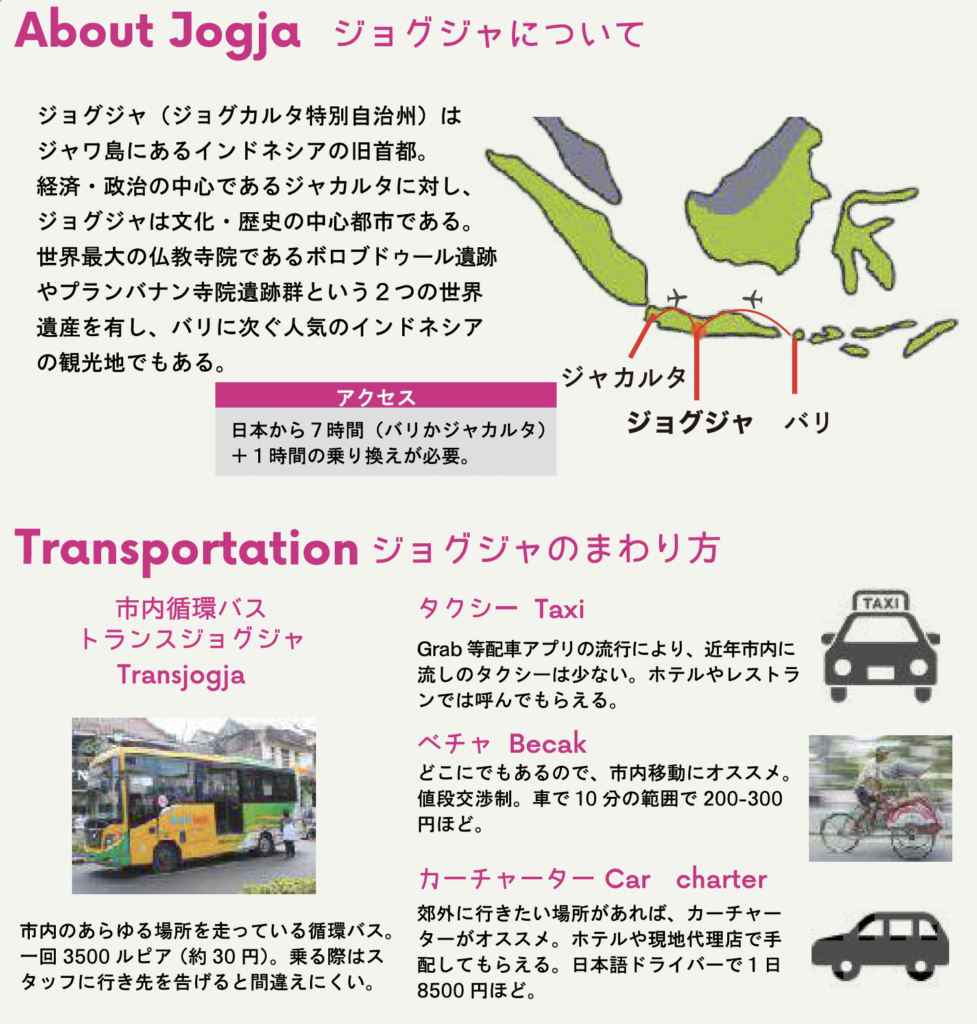 About Jogja ジョグジャについて
ジョグジャ（ジョグカルタ特別自治州）は
ジャワ島にあるインドネシアの旧首都。
経済・政治の中心であるジャカルタに対し、
ジョグジャは文化・歴史の中心都市である。
世界最大の仏教寺院であるボロブドゥール遺跡
やプランバナン寺院遺跡群という２つの世界
遺産を有し、バリに次ぐ人気のインドネシア
の観光地でもある。
ジャカルタ
ジョグジャ
バリ
アクセス
日本から７時間（バリかジャカルタ）
＋１時間の乗り換えが必要。
Transportation ジョグジャのまわり方
市内循環バス
トランスジョグジャ
Transjogja
市内のあらゆる場所を走っている循環バス。
一回 3500 ルピア（約 30 円）。乗る際はス
タッフに行き先を告げると間違えにくい。
タクシー Taxi
Grab 等配車アプリの流行により、近年市内に
流しのタクシーは少ない。ホテルやレストラ
ンでは呼んでもらえる。
TAXI
ベチャ Becak
どこにでもあるので、市内移動にオススメ。
値段交渉制。車で 10 分の範囲で 200-300
円ほど。
カーチャーター Car charter
郊外に行きたい場所があれば、カーチャー
ターがオススメ。ホテルや現地代理店で手
配してもらえる。日本語ドライバーで１日
8500 円ほど。